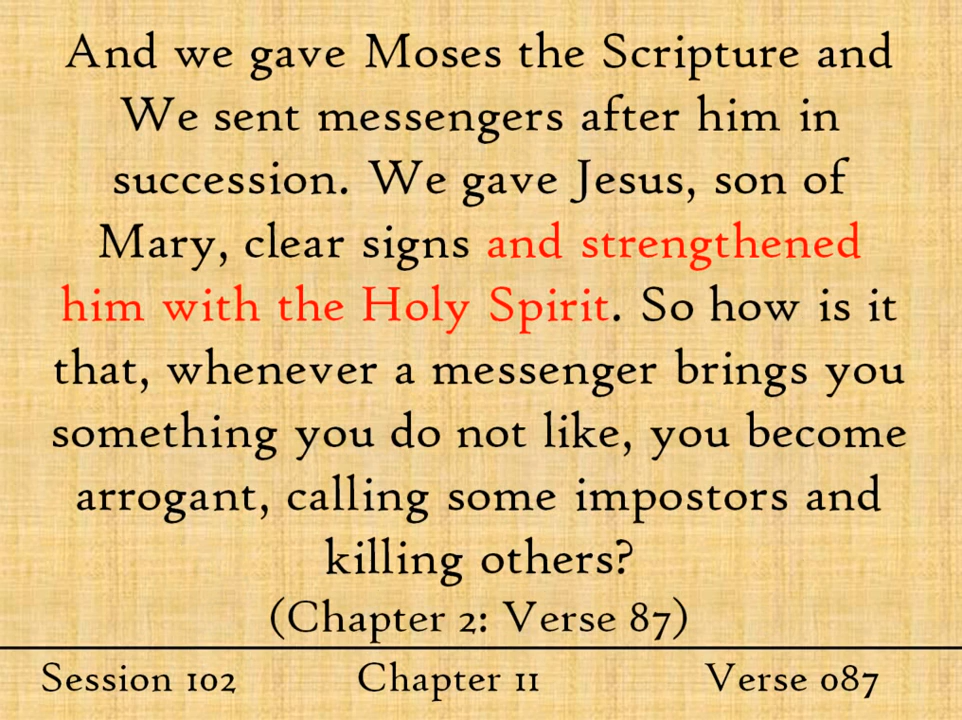 And we gave Moses the Scripture and
We sent messengers after him in
succession. We gave Jesus, son of
Mary, clear signs and strengthened
him with the Holy Spirit. So how is it
that, whenever a messenger brings you
something you do not like, you become
arrogant, calling some impostors and
killing others?
(Chapter 2: Verse 87)
Session 102 Chapter 11 Verse 087